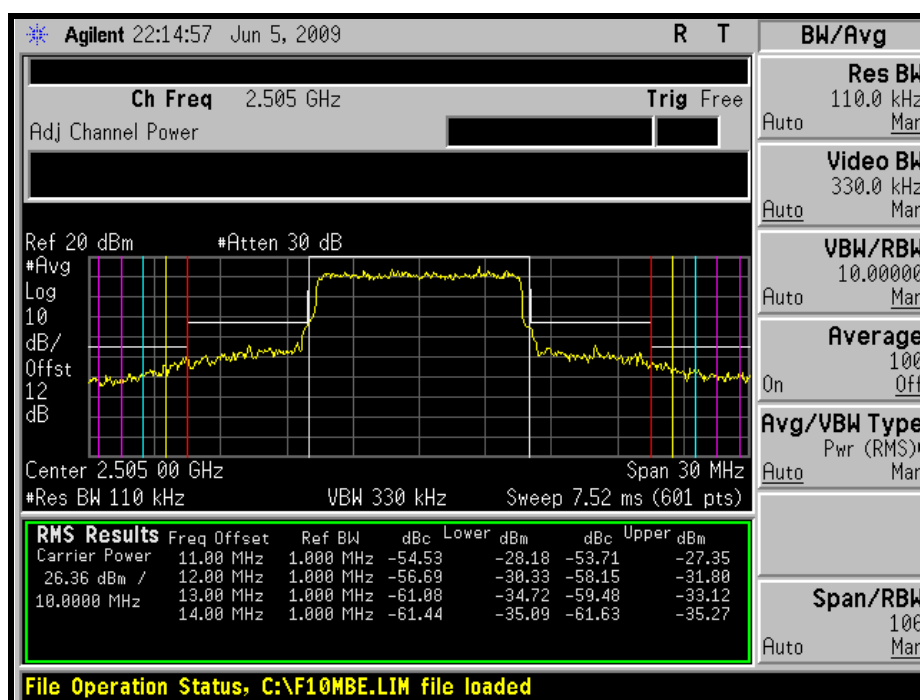 Agilent 22:14:57 Jun 5, 2009 R T
BW/Avg
Ch Freq 2.505 GHz Trig Free
Adj Channel Power
Res BW
110.0 kHz
Auto Man
Video BW
330.0 kHz
Auto Man
VBW/RBW
10.00000
Auto Man
Average
100
On Off
Avg/VBW Type
Pwr (RMS)
Auto Man
Span/RBW
106
Auto Man
Ref 20 dBm #Atten 30 dB
#Avg
Log
10
dB/
Offst
12
dB
Center 2.505 00 GHz Span 30 MHz
#Res BW 110 kHz VBW 330 kHz Sweep 7.52 ms (601 pts)
RMS Results Freq Offset Ref BW dBc Lower dBm dBc Upper dBm
Carrier Power 11.00 MHz 1.000 MHz -54.53 -28.18 -53.71 -27.35
26.36 dBm / 12.00 MHz 1.000 MHz -56.69 -30.33 -58.15 -31.80
10.0000 MHz 13.00 MHz 1.000 MHz -61.08 -34.72 -59.48 -33.12
14.00 MHz 1.000 MHz -61.44 -35.09 -61.63 -35.27
File Operation Status, C:\F10MBE.LIM file loaded